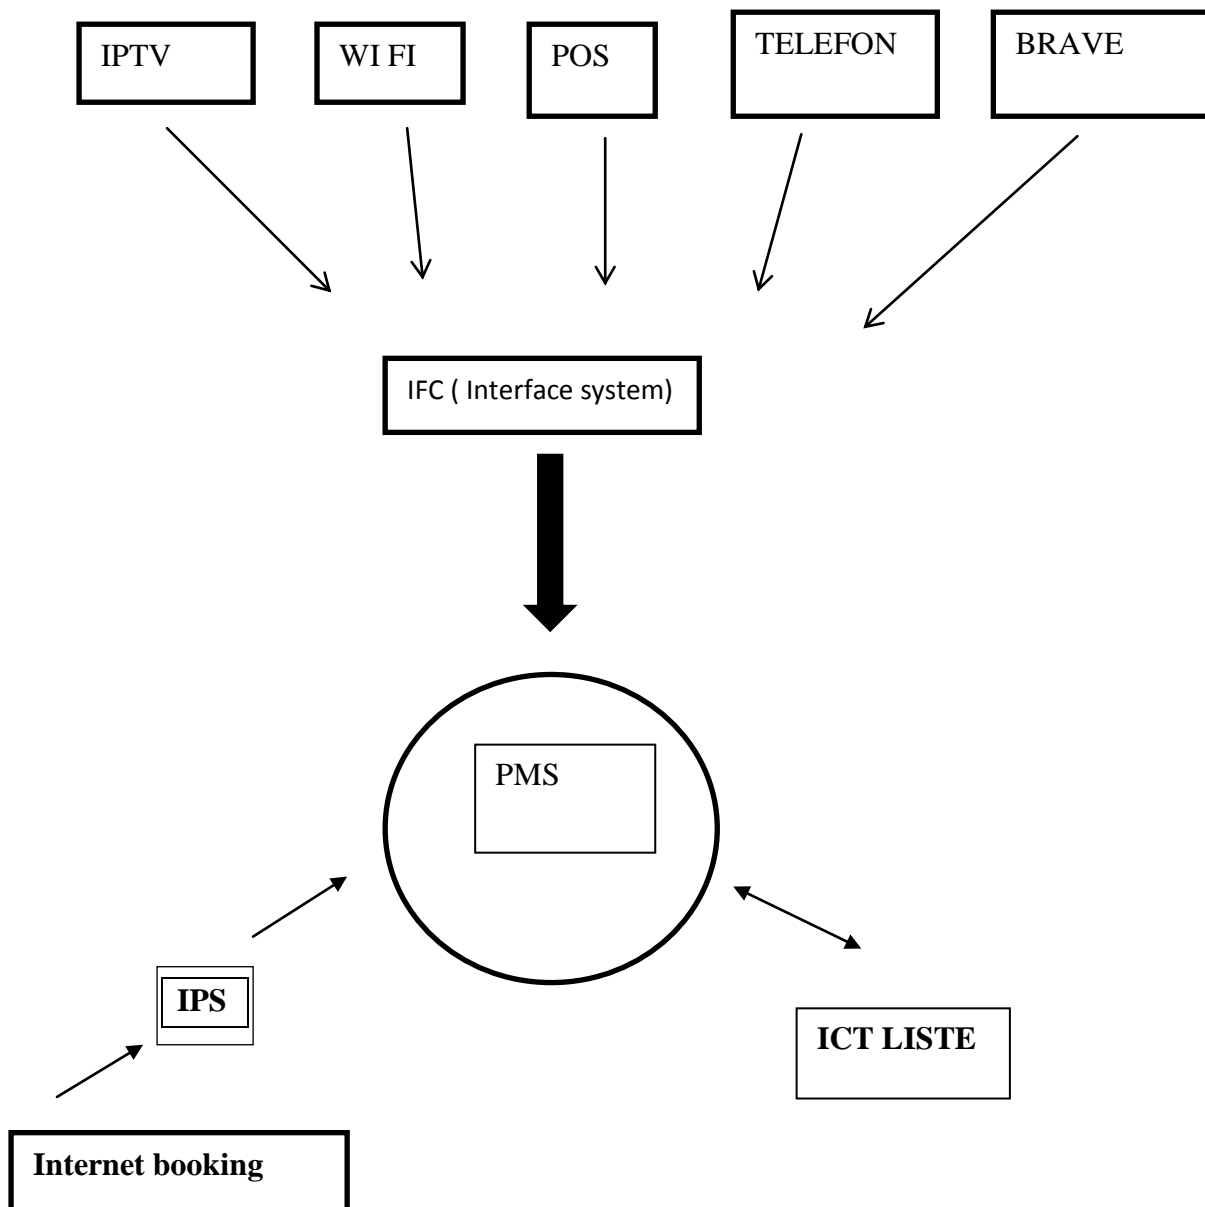 IPTV
WI FI
POS
TELEFON
BRAVE
IFC ( Interface system)
PMS
IPS
ICT LISTE
Internet booking